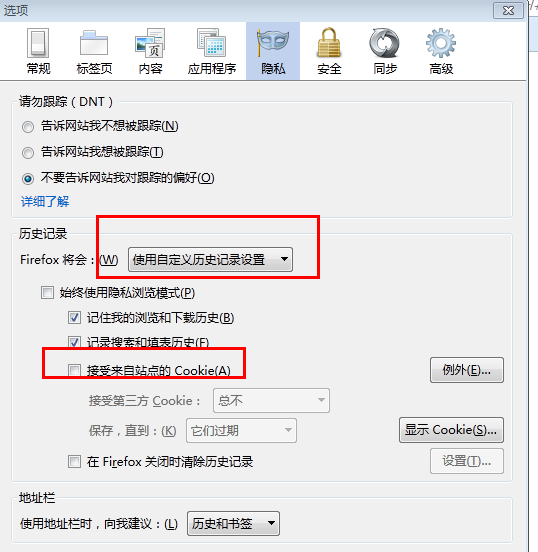 选项
常规 标签页 内容 应用程序 隐私 安全 同步 高级
请勿跟踪（DNT）
告诉网站我不想被跟踪(N)
告诉网站我想被跟踪(T)
不要告诉网站我对跟踪的偏好(O)
详细了解
历史记录
Firefox 将会：(W) 使用自定义历史记录设置
始终使用隐私浏览模式(P)
记住我的浏览和下载历史(B)
记录搜索和填表历史(F)
接受来自站点的 Cookie(A) 例外(E)...
接受第三方 Cookie： 总不
保存，直到：(K) 它们过期 显示 Cookie(S)...
在 Firefox 关闭时清除历史记录 设置(T)...
地址栏
使用地址栏时，向我建议：(L) 历史和书签